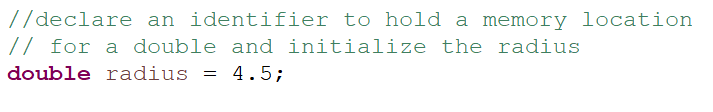 //declare an identifier to hold a memory location
// for a double and initialize the radius
double radius = 4.5;